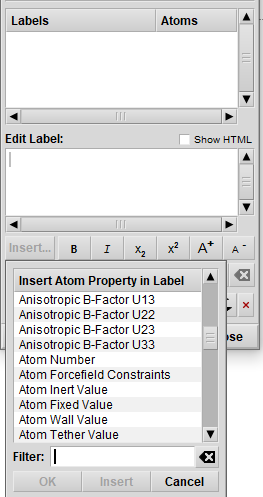 Labels Atoms
Edit Label: Show HTML
Insert... B I x2 x² A+ A-
Insert Atom Property in Label
Anisotropic B-Factor U13
Anisotropic B-Factor U22
Anisotropic B-Factor U23
Anisotropic B-Factor U33
Atom Number
Atom Forcefield Constraints
Atom Inert Value
Atom Fixed Value
Atom Wall Value
Atom Tether Value
Filter:
OK Insert Cancel